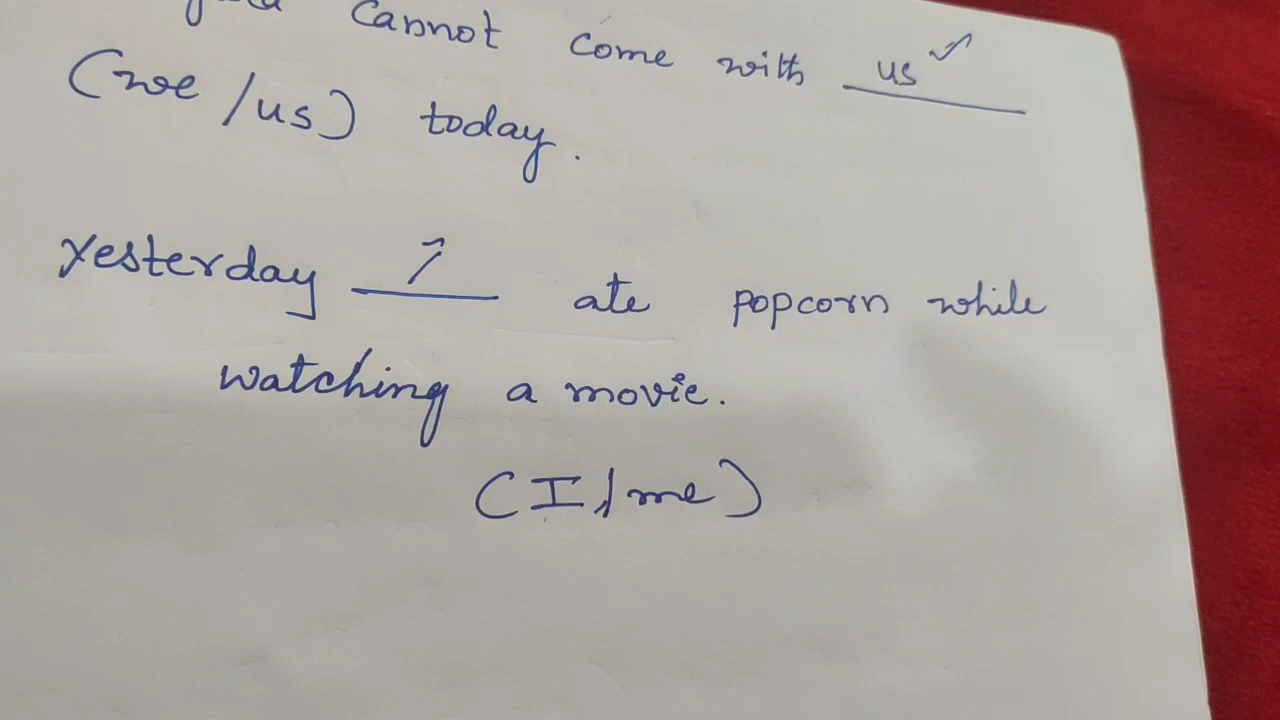 cannot come with us ✓
(we/us) today.
Yesterday ? ate popcorn while
watching a movie.
(I/me)